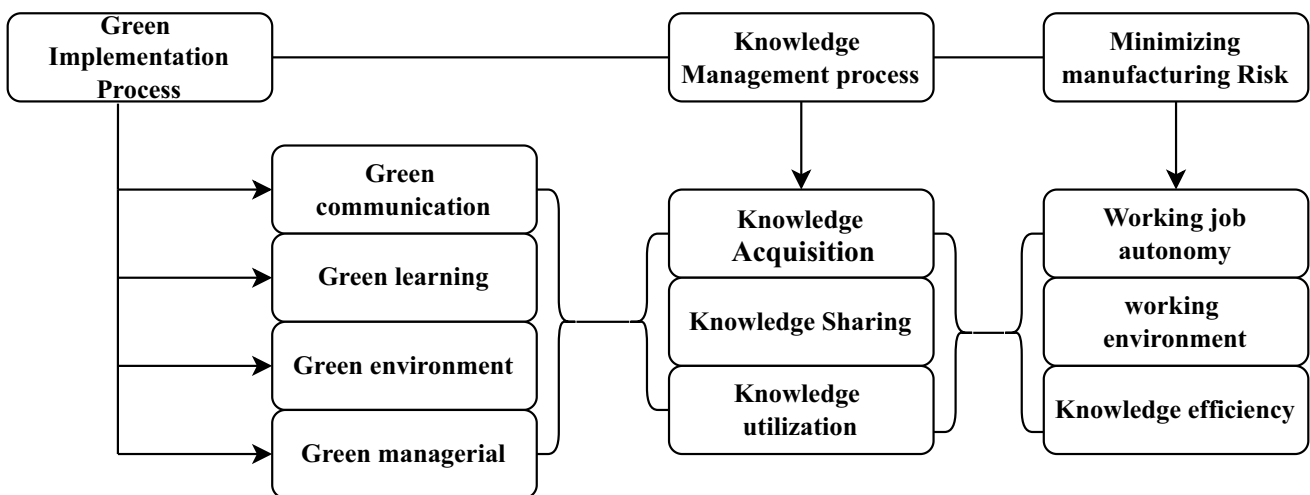 Green
Implementation
Process
Knowledge
Management process
Minimizing
manufacturing Risk
Green
communication
Green learning
Green environment
Green managerial
Knowledge
Acquisition
Knowledge Sharing
Knowledge
utilization
Working job
autonomy
working
environment
Knowledge efficiency